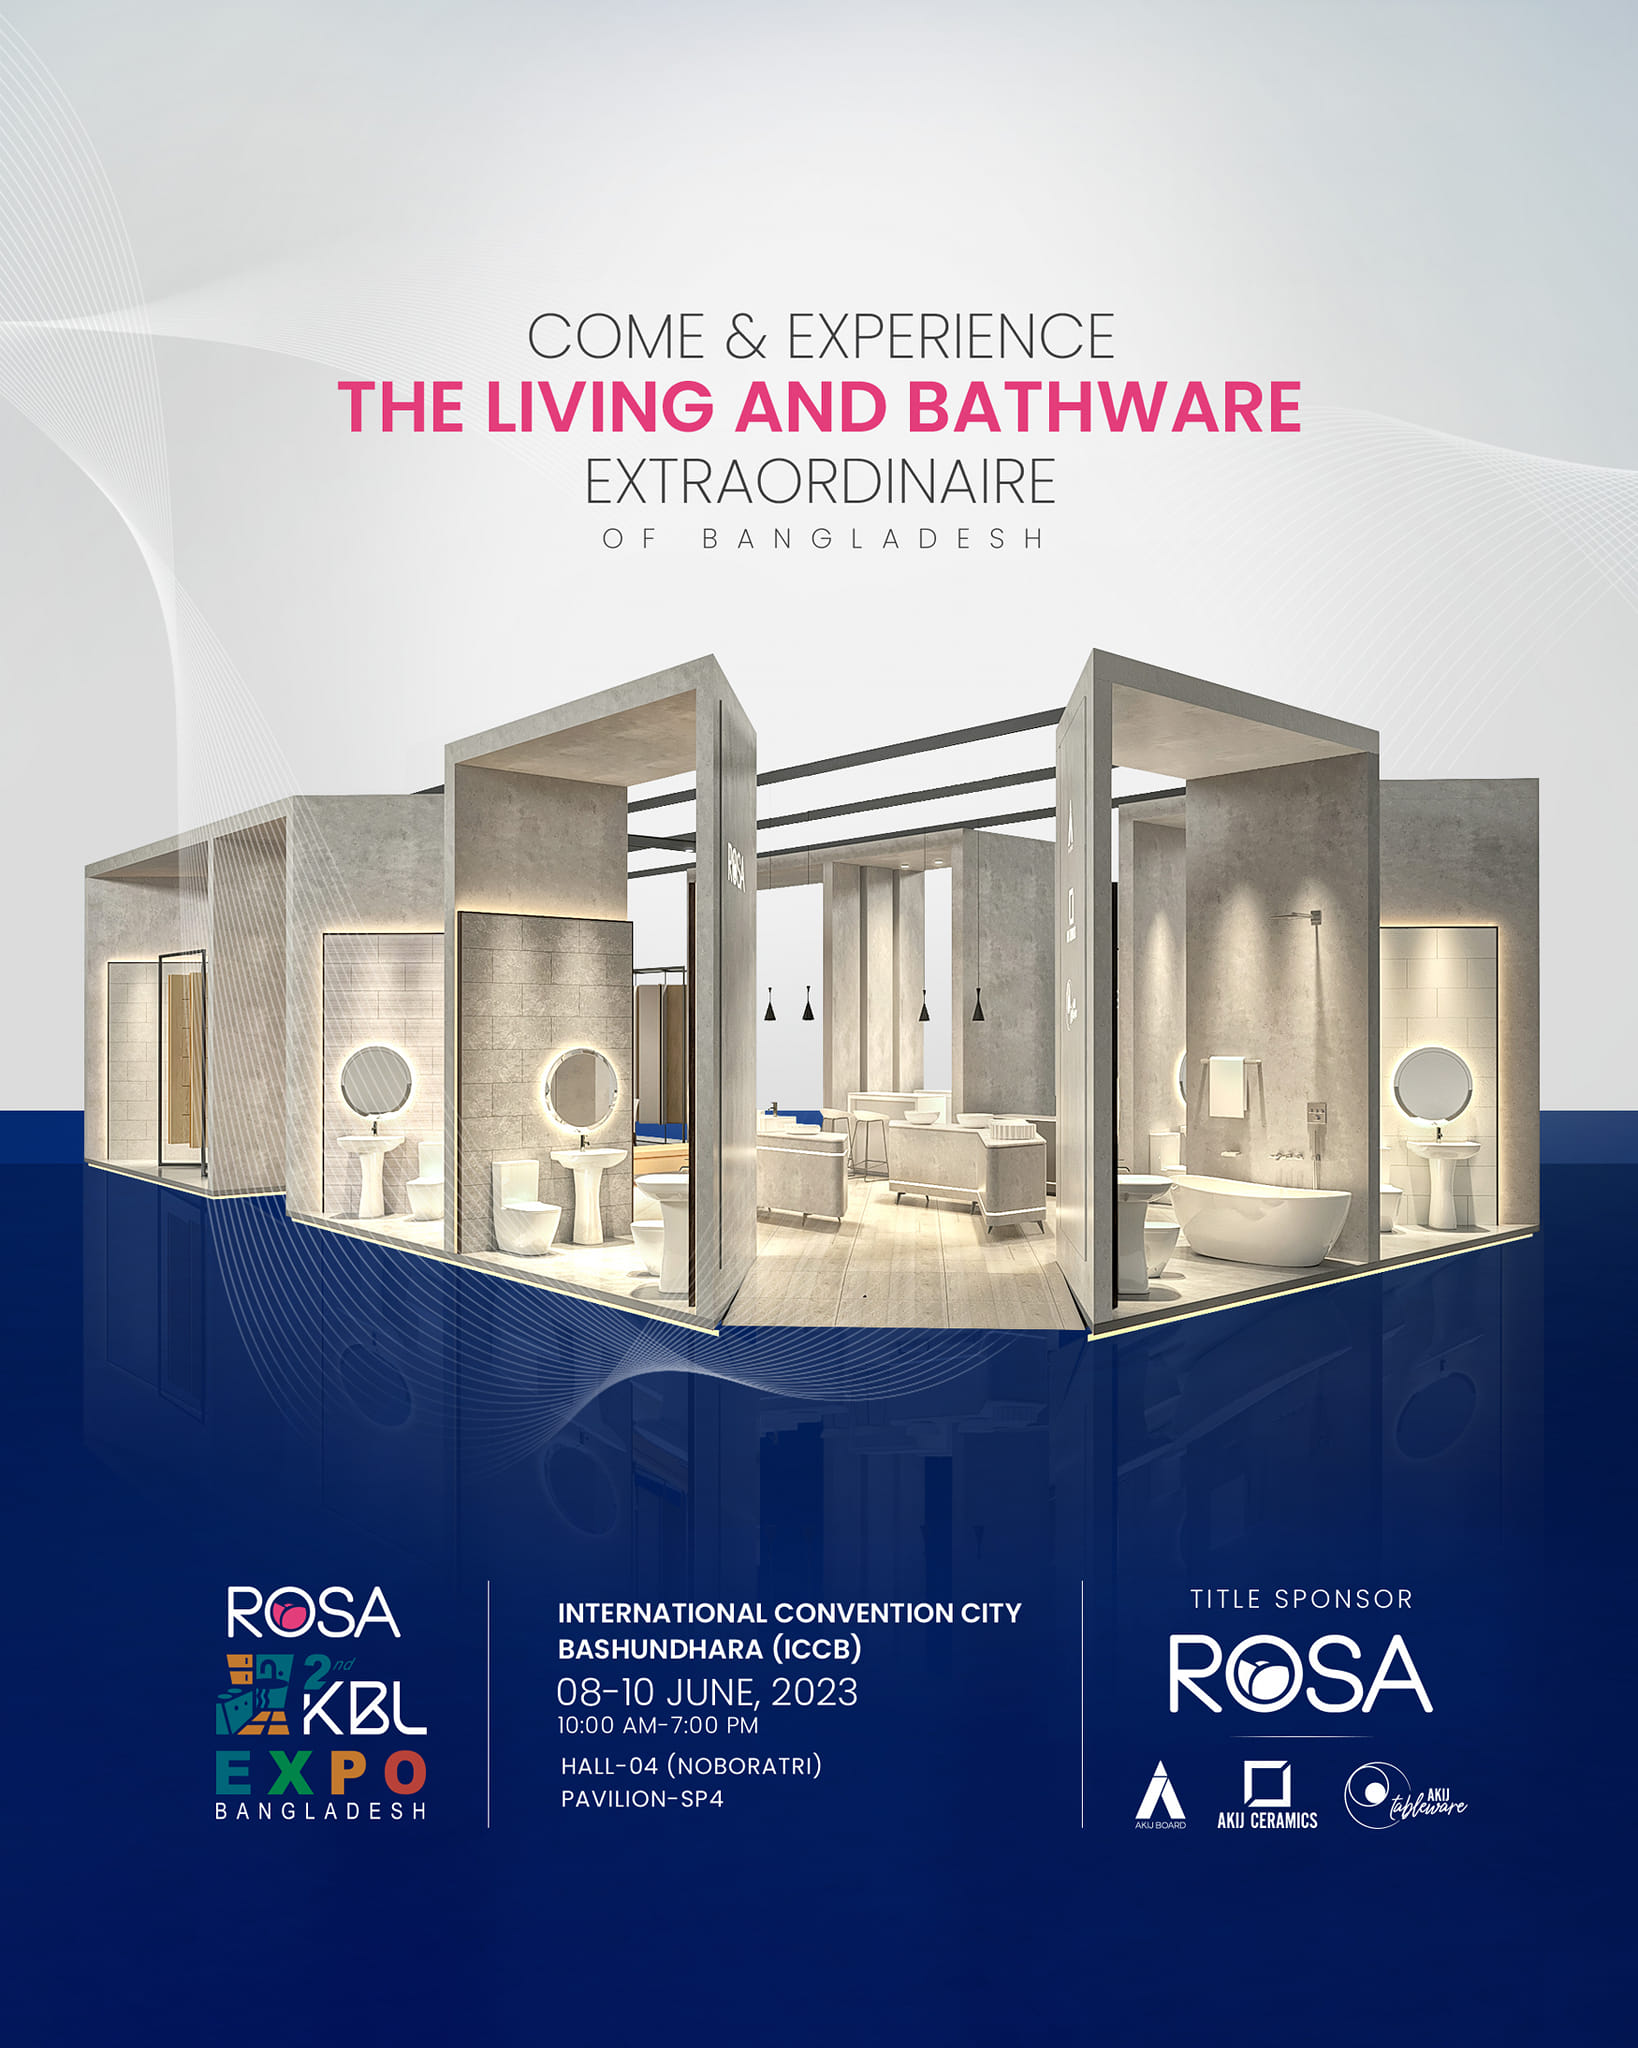 COME & EXPERIENCE
THE LIVING AND BATHWARE
EXTRAORDINAIRE
OF BANGLADESH
ROSA
ROSA
2nd
KBL
EXPO
BANGLADESH
INTERNATIONAL CONVENTION CITY
BASHUNDHARA (ICCB)
08-10 JUNE, 2023
10:00 AM-7:00 PM
HALL-04 (NOBORATRI)
PAVILION-SP4
TITLE SPONSOR
ROSA
AKIJ BOARD
AKIJ CERAMICS
AKIJ
tableware